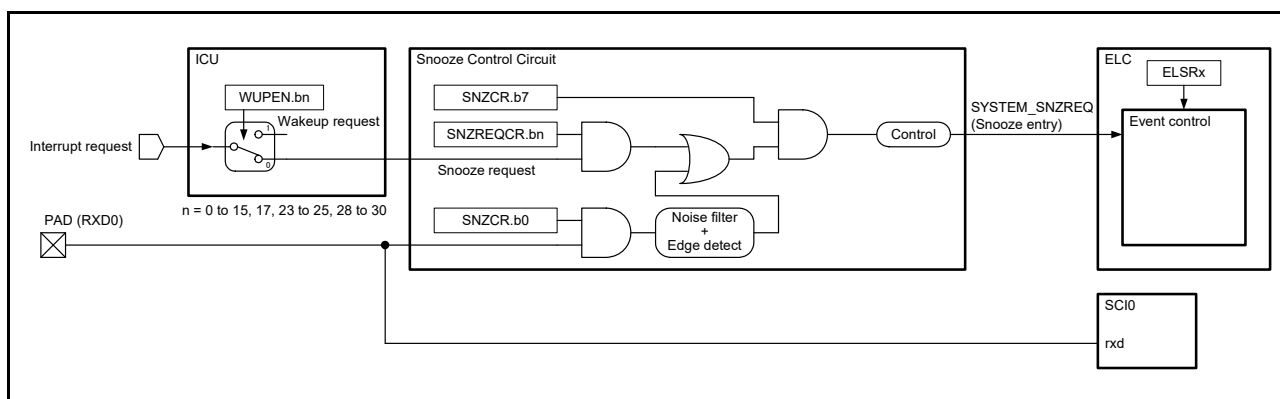 ICU
WUPEN.bn
1
Wakeup request
0
Interrupt request
n = 0 to 15, 17, 23 to 25, 28 to 30
PAD (RXD0)
Snooze Control Circuit
SNZCR.b7
SNZREQCR.bn
Snooze request
SNZCR.b0
Noise filter
+
Edge detect
Control
SYSTEM_SNZREQ
(Snooze entry)
ELC
ELSRx
Event control
SCI0
rxd